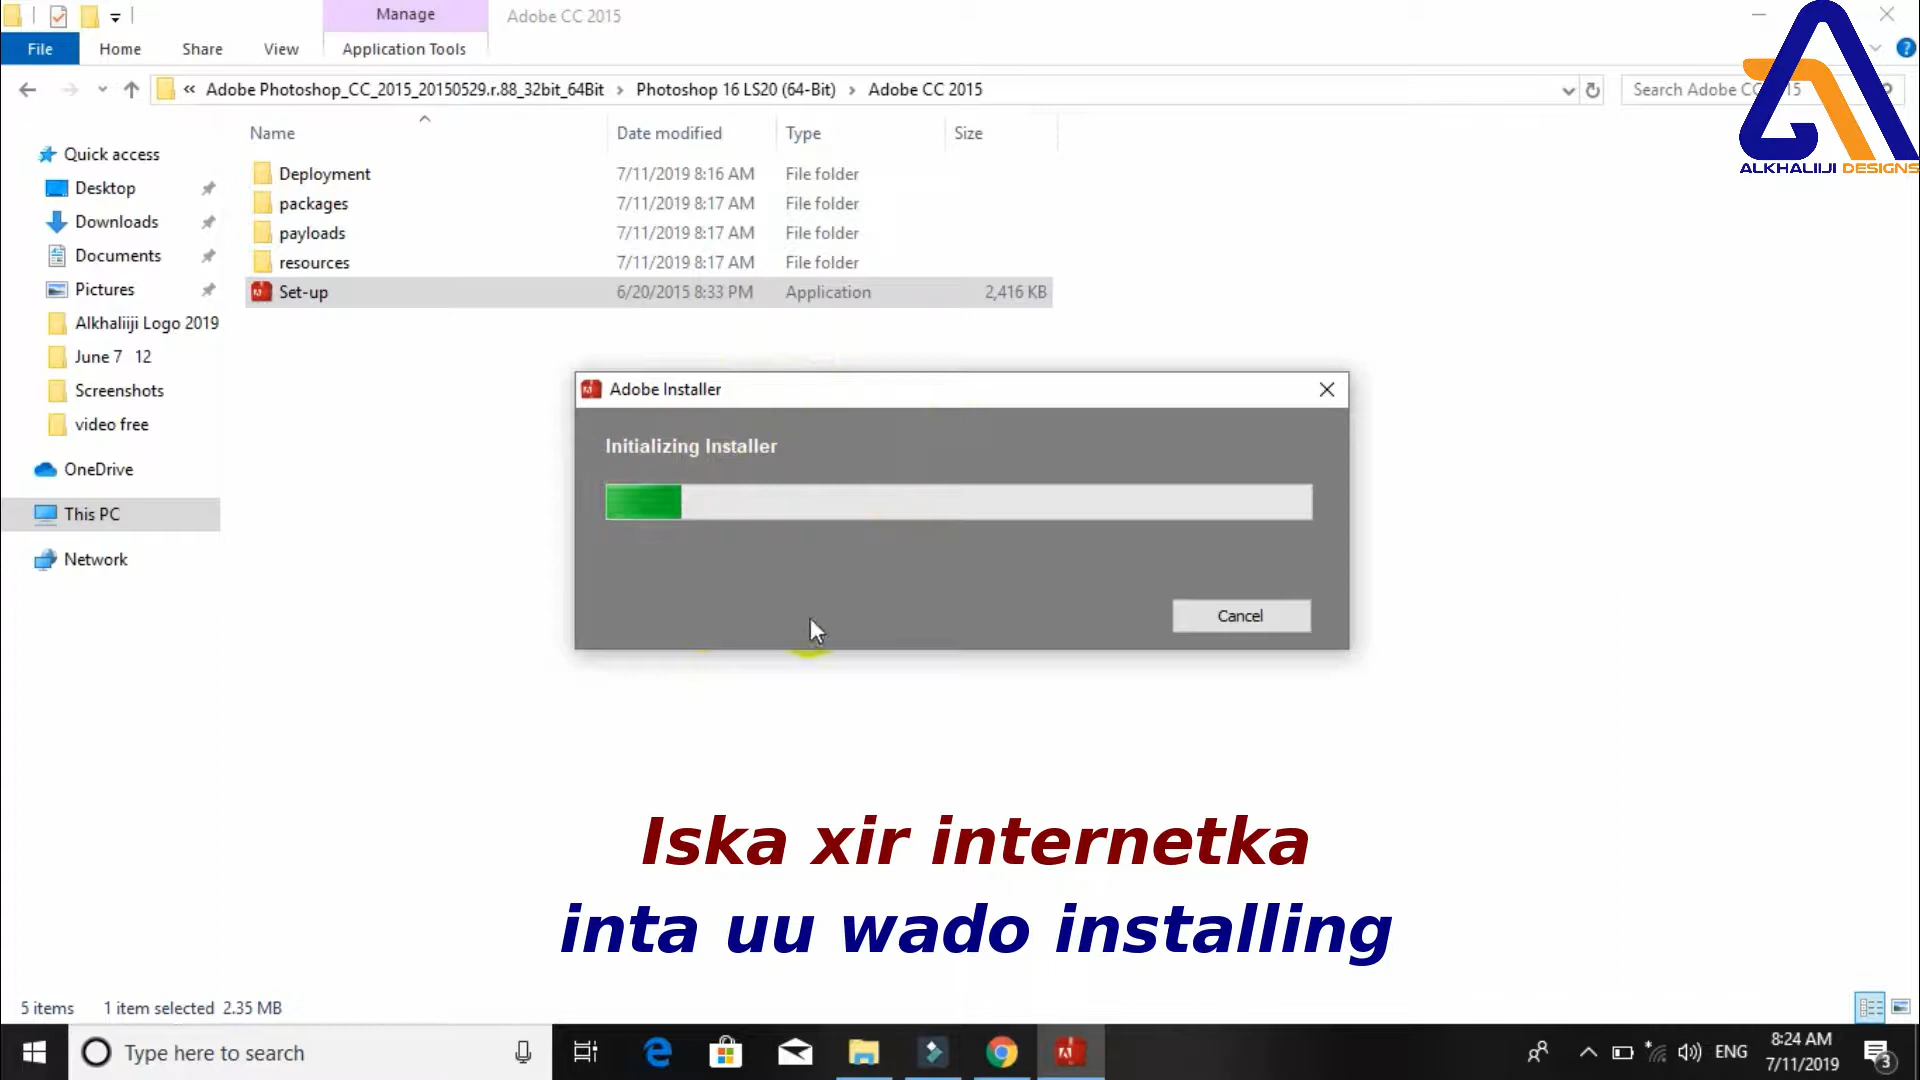 Manage
Adobe CC 2015
File
Home
Share
View
Application Tools
« Adobe Photoshop_CC_2015_20150529.r.88_32bit_64Bit › Photoshop 16 LS20 (64-Bit) › Adobe CC 2015
Search Adobe CC 2015
ALKHALIIJI DESIGNS
Name
Date modified
Type
Size
Quick access
Desktop
Downloads
Documents
Pictures
Alkhaliiji Logo 2019
June 7 12
Screenshots
video free
OneDrive
This PC
Network
Deployment 7/11/2019 8:16 AM File folder
packages 7/11/2019 8:17 AM File folder
payloads 7/11/2019 8:17 AM File folder
resources 7/11/2019 8:17 AM File folder
Set-up 6/20/2015 8:33 PM Application 2,416 KB
Adobe Installer
Initializing Installer
Cancel
Iska xir internetka
inta uu wado installing
5 items 1 item selected 2.35 MB
Type here to search
ENG
8:24 AM
7/11/2019
3